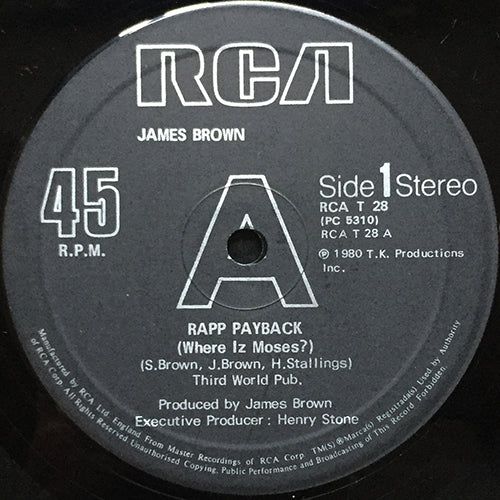 RCA
JAMES BROWN
45
R.P.M.
A
Side 1 Stereo
RCA T 28
(PC 5310)
RCA T 28 A
℗ 1980 T.K. Productions
Inc.
RAPP PAYBACK
(Where Iz Moses?)
(S.Brown, J.Brown, H.Stallings)
Third World Pub.
Produced by James Brown
Executive Producer : Henry Stone
Manufactured by RCA Ltd. England. From Master Recordings of RCA Corp. TM(S)® Marca(s) Registrada(s) Used by Authority
of RCA Corp. All Rights Reserved Unauthorised Copying, Public Performance and Broadcasting of This Record Forbidden.